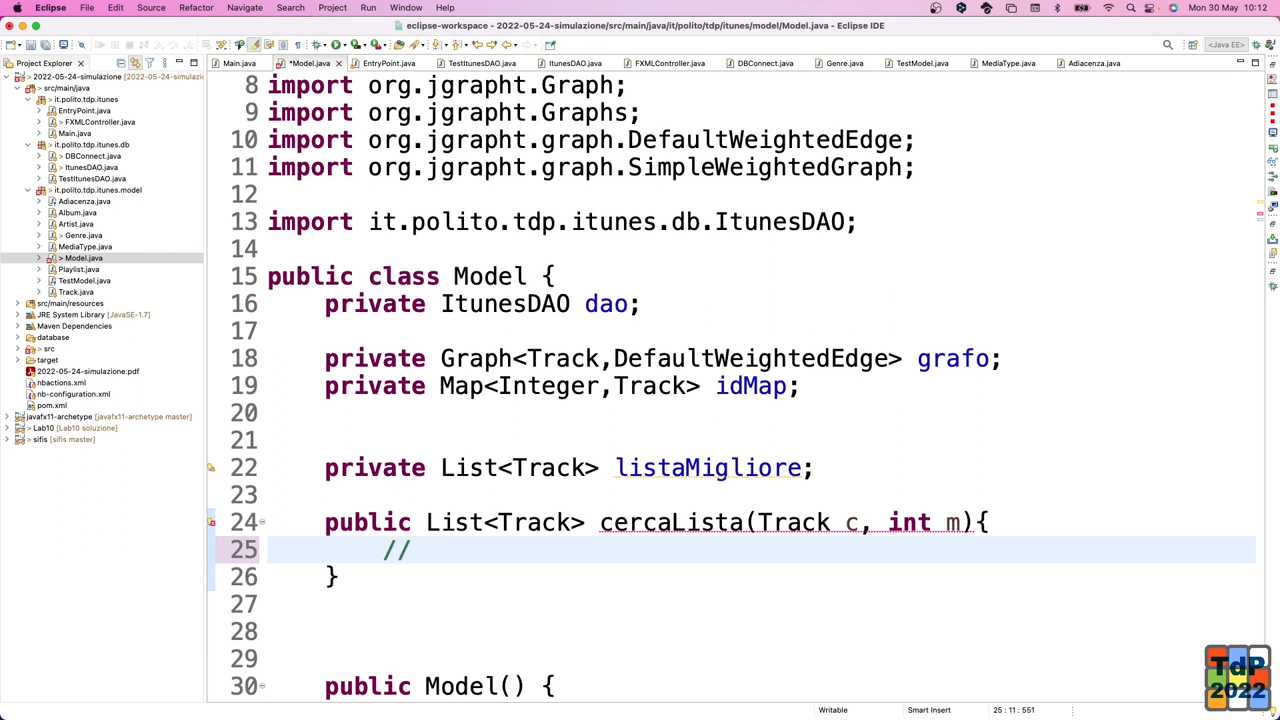 Eclipse File Edit Source Refactor Navigate Search Project Run Window Help Mon 30 May 10:12
eclipse-workspace - 2022-05-24-simulazione/src/main/java/it/polito/tdp/itunes/model/Model.java - Eclipse IDE
<Java EE>
Project Explorer
Main.java *Model.java EntryPoint.java TestItunesDAO.java ItunesDAO.java FXMLController.java DBConnect.java Genre.java TestModel.java MediaType.java Adiacenza.java
2022-05-24-simulazione [2022-05-24-simulazi
src/main/java
it.polito.tdp.itunes
> EntryPoint.java
> FXMLController.java
Main.java
it.polito.tdp.itunes.db
> DBConnect.java
> ItunesDAO.java
TestItunesDAO.java
> it.polito.tdp.itunes.model
Adiacenza.java
Album.java
Artist.java
> Genre.java
MediaType.java
> Model.java
Playlist.java
TestModel.java
Track.java
src/main/resources
JRE System Library [JavaSE-1.7]
Maven Dependencies
database
> src
target
2022-05-24-simulazione.pdf
nbactions.xml
nb-configuration.xml
pom.xml
javafx11-archetype [javafx11-archetype master]
> Lab10 [Lab10 soluzione]
> sifis [sifis master]
8 import org.jgrapht.Graph;
9 import org.jgrapht.Graphs;
10 import org.jgrapht.graph.DefaultWeightedEdge;
11 import org.jgrapht.graph.SimpleWeightedGraph;
12
13 import it.polito.tdp.itunes.db.ItunesDAO;
14
15 public class Model {
16 private ItunesDAO dao;
17
18 private Graph<Track,DefaultWeightedEdge> grafo;
19 private Map<Integer,Track> idMap;
20
21
22 private List<Track> listaMigliore;
23
24 public List<Track> cercaLista(Track c, int m){
25 //
26 }
27
28
29
30 public Model() {
Writable Smart Insert 25 : 11 : 551
TdP
2022